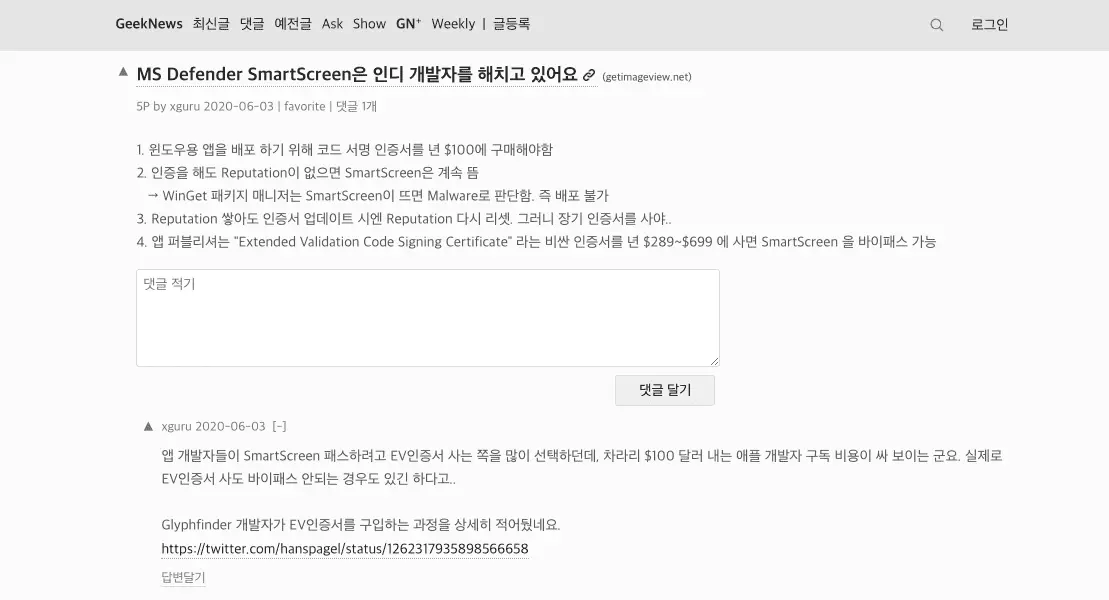 GeekNews 최신글 댓글 예전글 Ask Show GN⁺ Weekly | 글등록 로그인
▲ MS Defender SmartScreen은 인디 개발자를 해치고 있어요 (getimageview.net)
5P by xguru 2020-06-03 | favorite | 댓글 1개
1. 윈도우용 앱을 배포 하기 위해 코드 서명 인증서를 년 $100에 구매해야함
2. 인증을 해도 Reputation이 없으면 SmartScreen은 계속 뜸
→ WinGet 패키지 매니저는 SmartScreen이 뜨면 Malware로 판단함. 즉 배포 불가
3. Reputation 쌓아도 인증서 업데이트 시엔 Reputation 다시 리셋. 그러니 장기 인증서를 사야..
4. 앱 퍼블리셔는 "Extended Validation Code Signing Certificate" 라는 비싼 인증서를 년 $289~$699 에 사면 SmartScreen 을 바이패스 가능
댓글 적기
댓글 달기
▲ xguru 2020-06-03 [-]
앱 개발자들이 SmartScreen 패스하려고 EV인증서 사는 쪽을 많이 선택하던데, 차라리 $100 달러 내는 애플 개발자 구독 비용이 싸 보이는 군요. 실제로
EV인증서 사도 바이패스 안되는 경우도 있긴 하다고..
Glyphfinder 개발자가 EV인증서를 구입하는 과정을 상세히 적어뒀네요.
https://twitter.com/hanspagel/status/1262317935898566658
답변달기